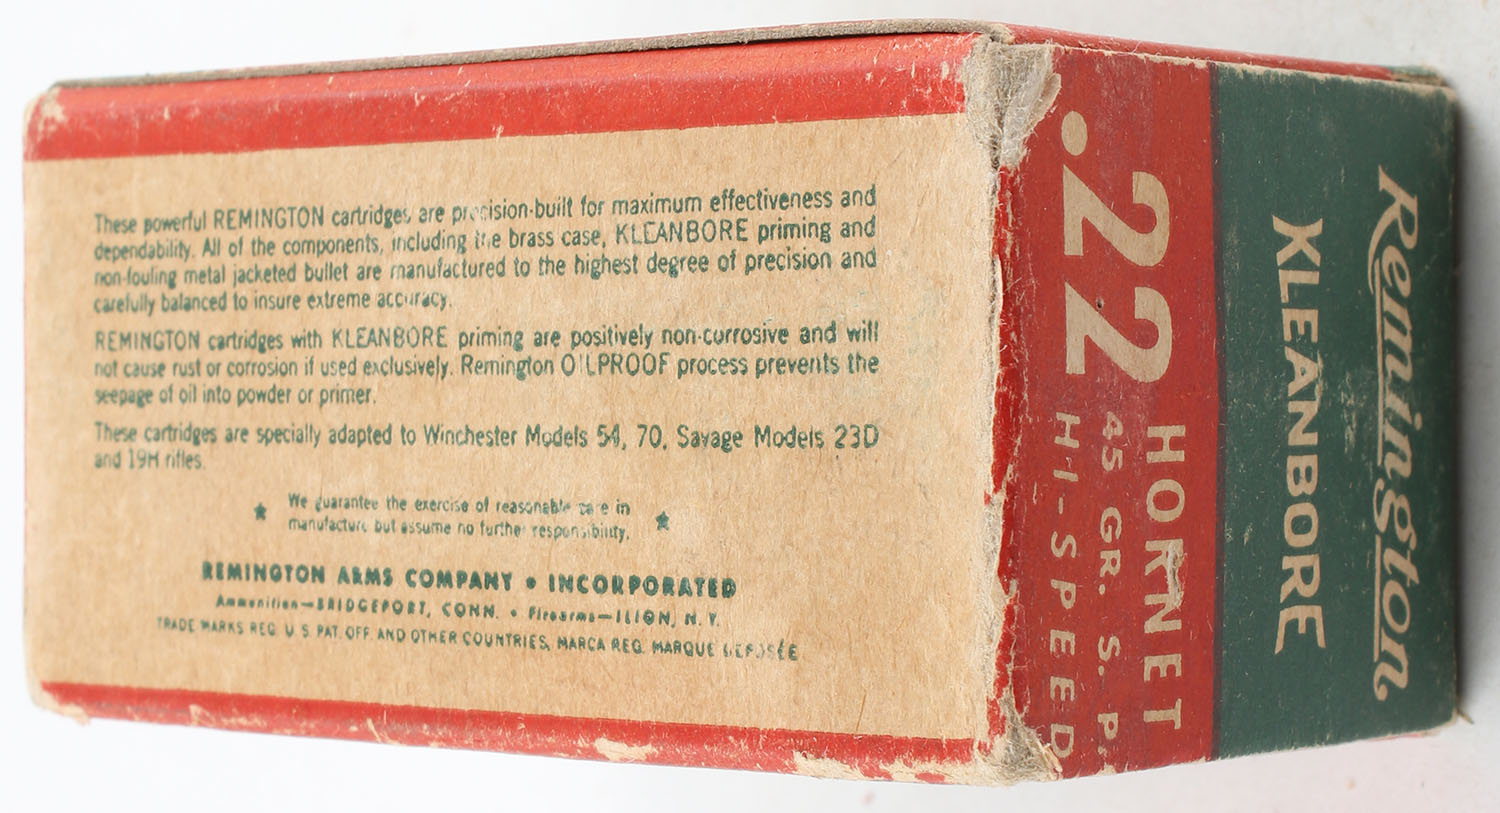 These powerful REMINGTON cartridges are precision-built for maximum effectiveness and
dependability. All of the components, including the brass case, KLEANBORE priming and
non-fouling metal jacketed bullet are manufactured to the highest degree of precision and
carefully balanced to insure extreme accuracy.
REMINGTON cartridges with KLEANBORE priming are positively non-corrosive and will
not cause rust or corrosion if used exclusively. Remington OILPROOF process prevents the
seepage of oil into powder or primer.
These cartridges are specially adapted to Winchester Models 54, 70, Savage Models 23D
and 19H rifles.
We guarantee the exercise of reasonable care in
manufacture but assume no further responsibility.
REMINGTON ARMS COMPANY • INCORPORATED
Ammunition—BRIDGEPORT, CONN. • Firearms—ILION, N. Y.
TRADE MARKS REG. U. S. PAT. OFF. AND OTHER COUNTRIES, MARCA REG. MARQUE DEPOSÉE
Remington
KLEANBORE
.22 HORNET
45 GR. S. P.
HI-SPEED